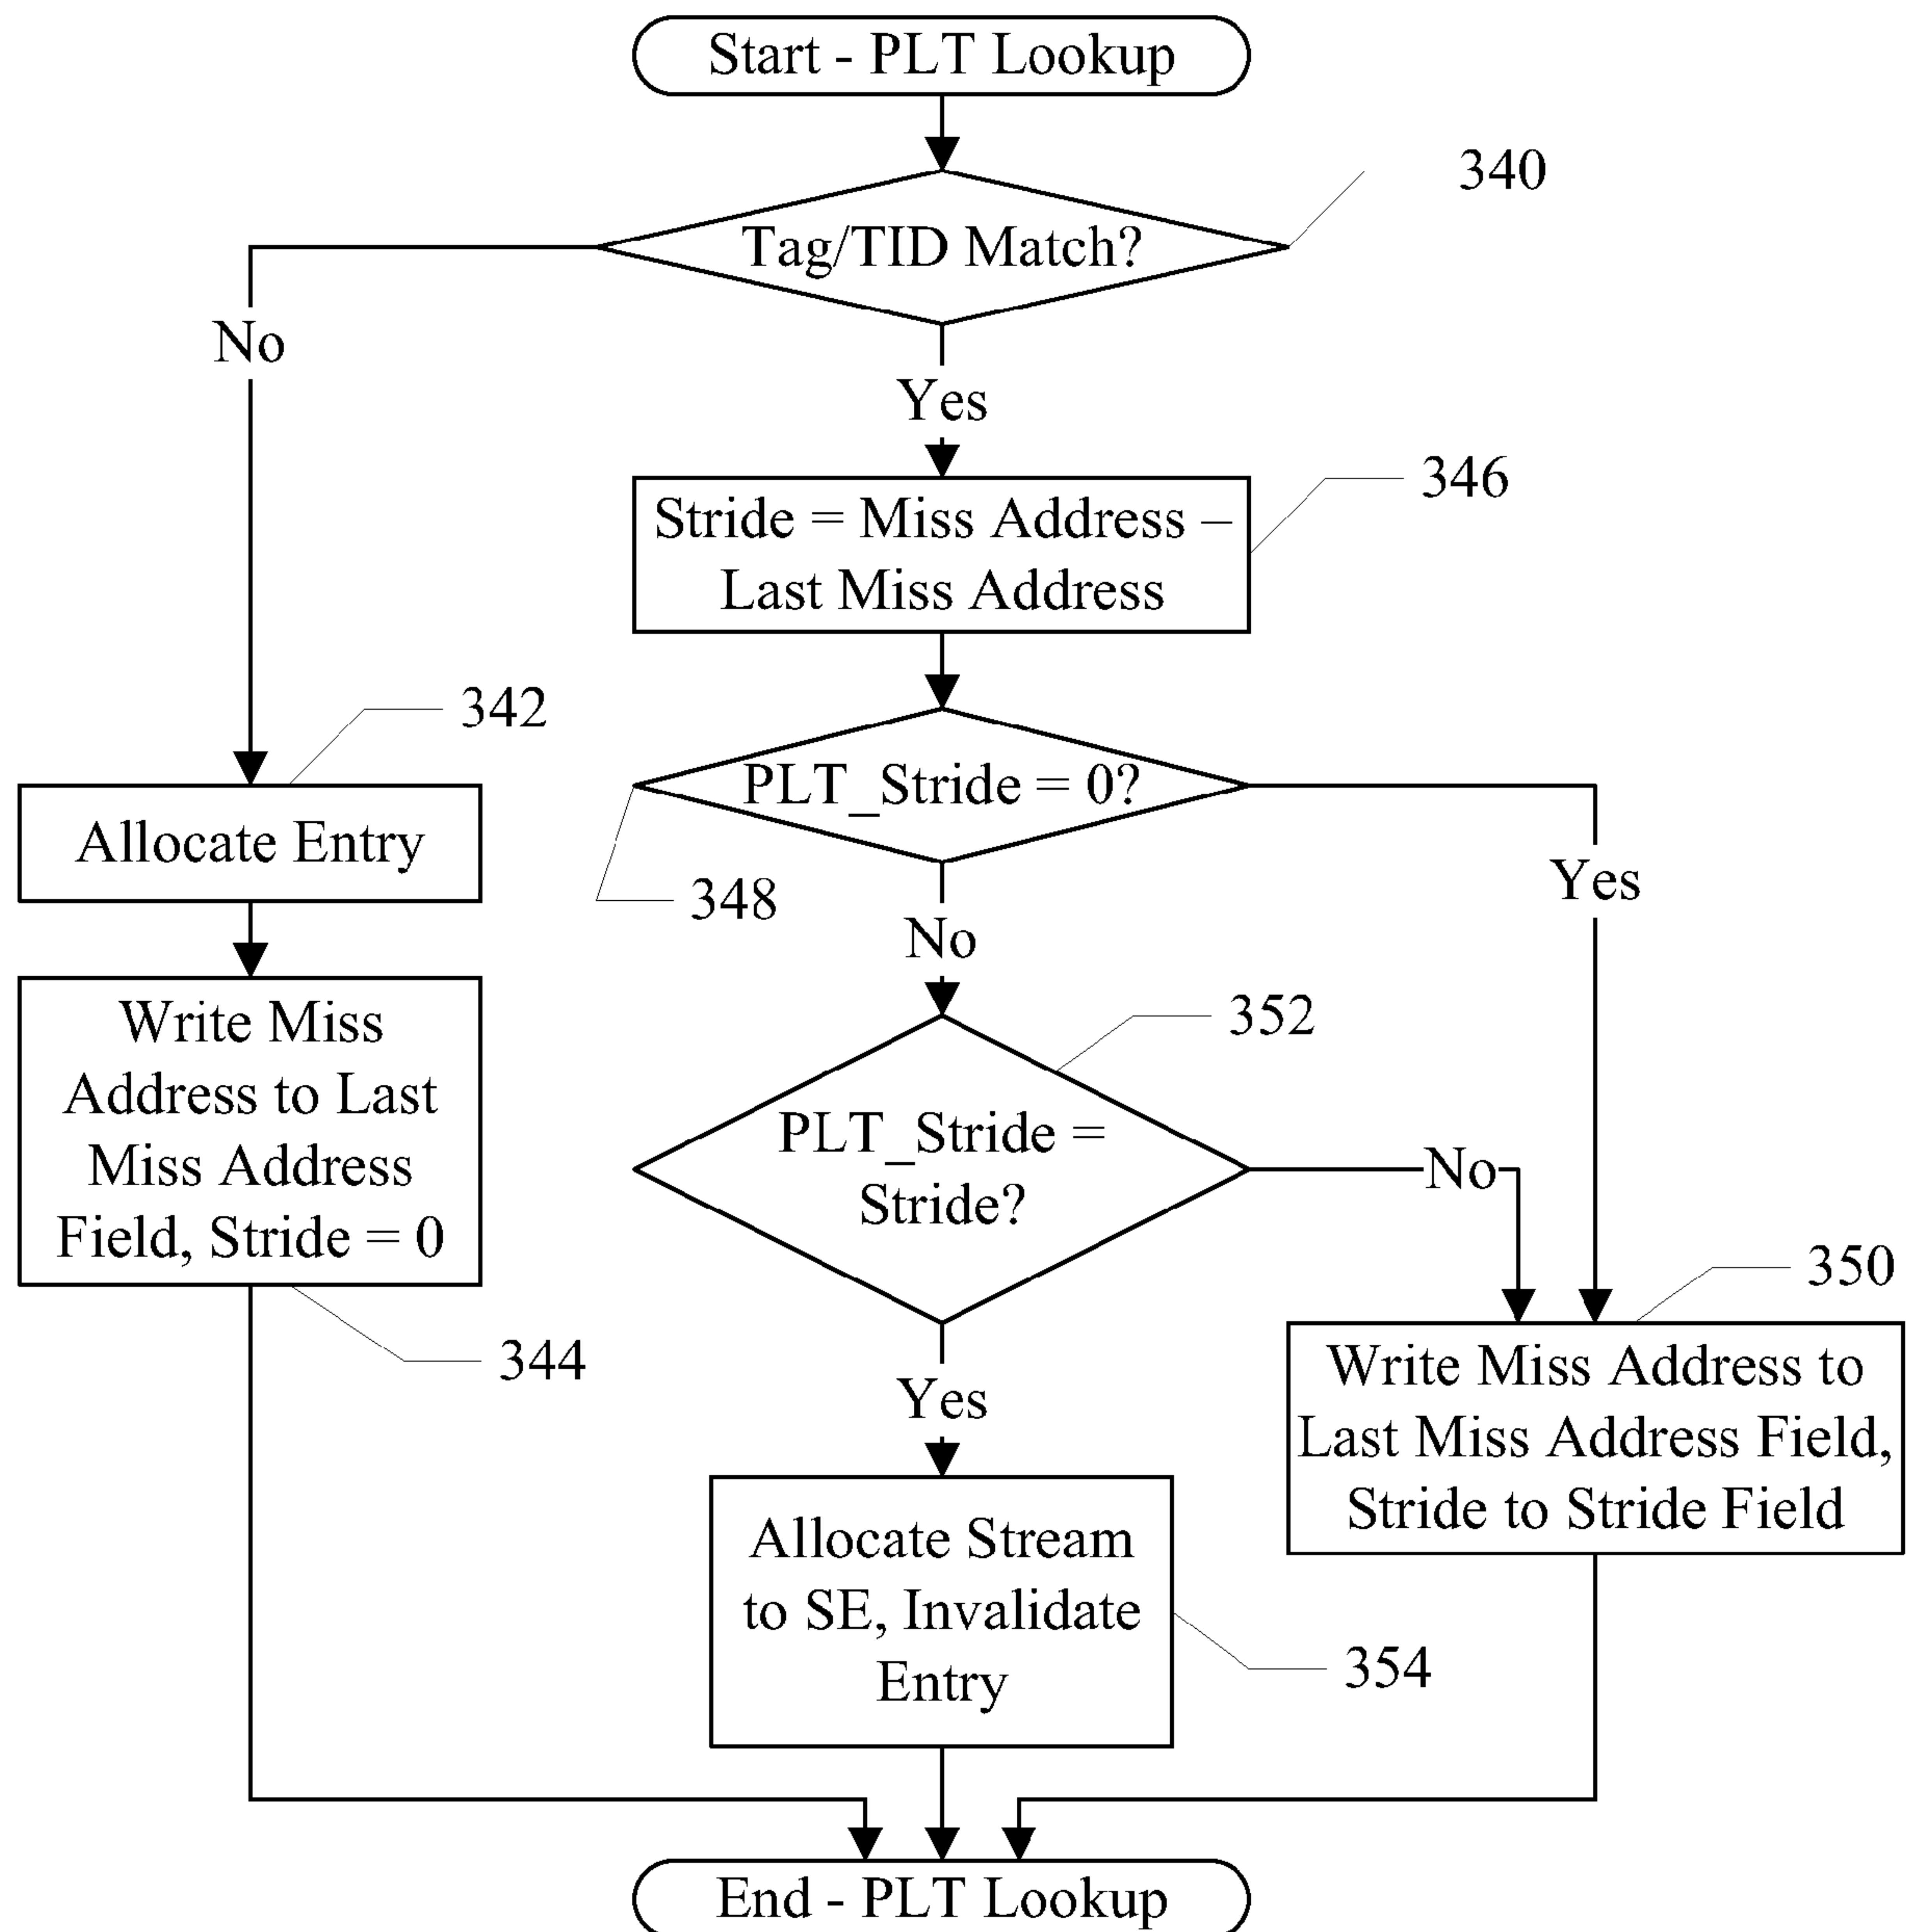 Start - PLT Lookup
340
Tag/TID Match?
No
Yes
346
Stride = Miss Address –
Last Miss Address
342
PLT_Stride = 0?
Allocate Entry
348
Yes
No
352
Write Miss
Address to Last
Miss Address
Field, Stride = 0
PLT_Stride =
Stride?
No
350
344
Write Miss Address to
Last Miss Address Field,
Stride to Stride Field
Yes
Allocate Stream
to SE, Invalidate
Entry
354
End - PLT Lookup